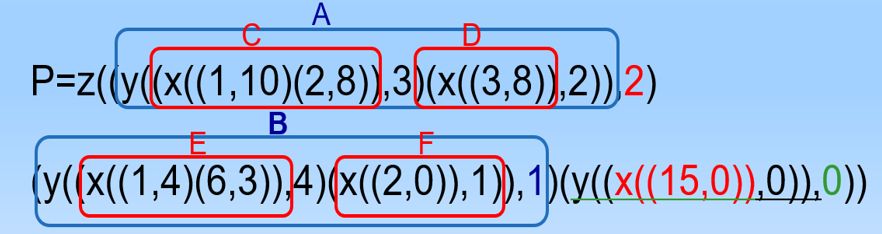 A
C D
P=z((y((x((1,10)(2,8)),3)(x((3,8)),2)),2)
B
E F
(y((x((1,4)(6,3)),4)(x((2,0)),1)),1)(y((x((15,0)),0)),0))